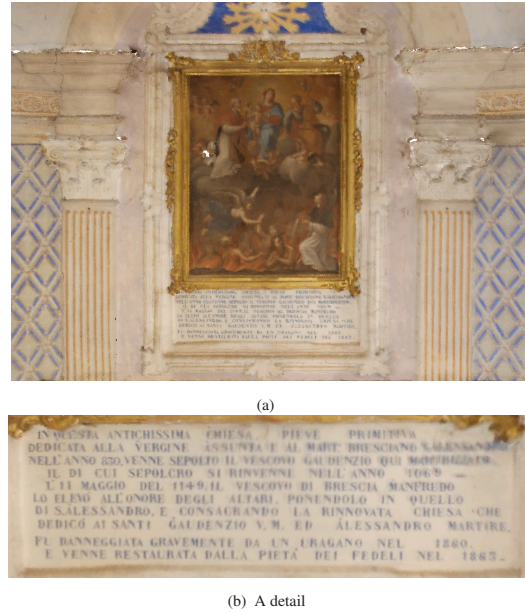 (a)
IN QUESTA ANTICHISSIMA CHIESA, PIEVE PRIMITIVA
DEDICATA ALLA VERGINE ASSUNTA E AL MART. BRESCIANO S.ALESSANDRO
NELL'ANNO 830, VENNE SEPOLTO IL VESCOVO GAUDENZIO QUI
IL DI CUI SEPOLCRO SI RINVENNE NELL'ANNO
L'11 MAGGIO DEL 1149, IL VESCOVO DI BRESCIA MANFREDO
LO ELEVÒ ALL'ONORE DEGLI ALTARI, PONENDOLO IN QUELLO
DI S.ALESSANDRO, E CONSACRANDO LA RINNOVATA CHIESA CHE
DEDICÒ AI SANTI GAUDENZIO V.M. ED ALESSANDRO MARTIRE.
FU DANNEGGIATA GRAVEMENTE DA UN URAGANO NEL 1860.
E VENNE RESTAURATA DALLA PIETÀ DEI FEDELI NEL 1863.
(b) A detail